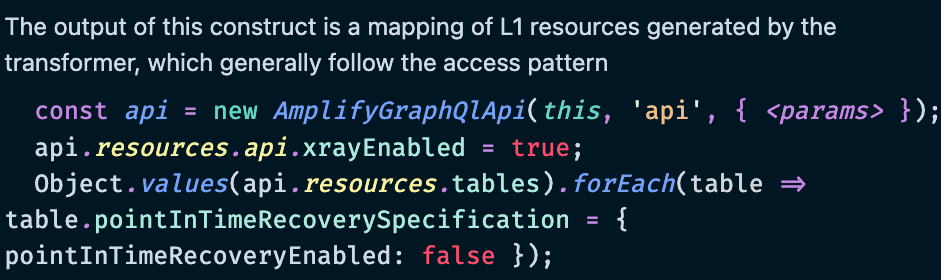 The output of this construct is a mapping of L1 resources generated by the
transformer, which generally follow the access pattern
const api = new AmplifyGraphQlApi(this, 'api', { <params> });
api.resources.api.xrayEnabled = true;
Object.values(api.resources.tables).forEach(table =>
table.pointInTimeRecoverySpecification = {
pointInTimeRecoveryEnabled: false });